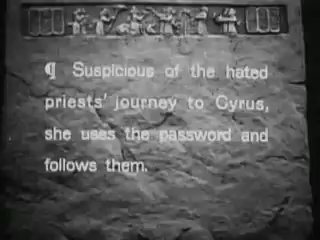 ¶ Suspicious of the hated
priests' journey to Cyrus,
she uses the password and
follows them.